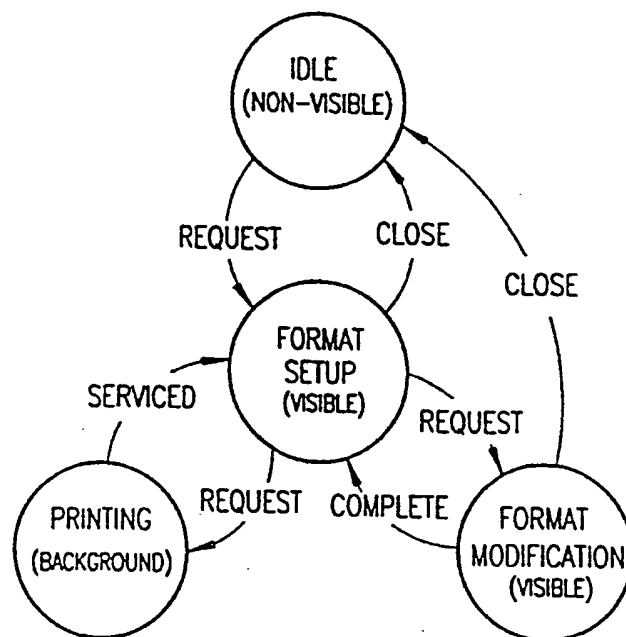 IDLE
(NON-VISIBLE)
REQUEST
CLOSE
CLOSE
FORMAT
SETUP
(VISIBLE)
SERVICED
REQUEST
REQUEST
COMPLETE
PRINTING
(BACKGROUND)
FORMAT
MODIFICATION
(VISIBLE)